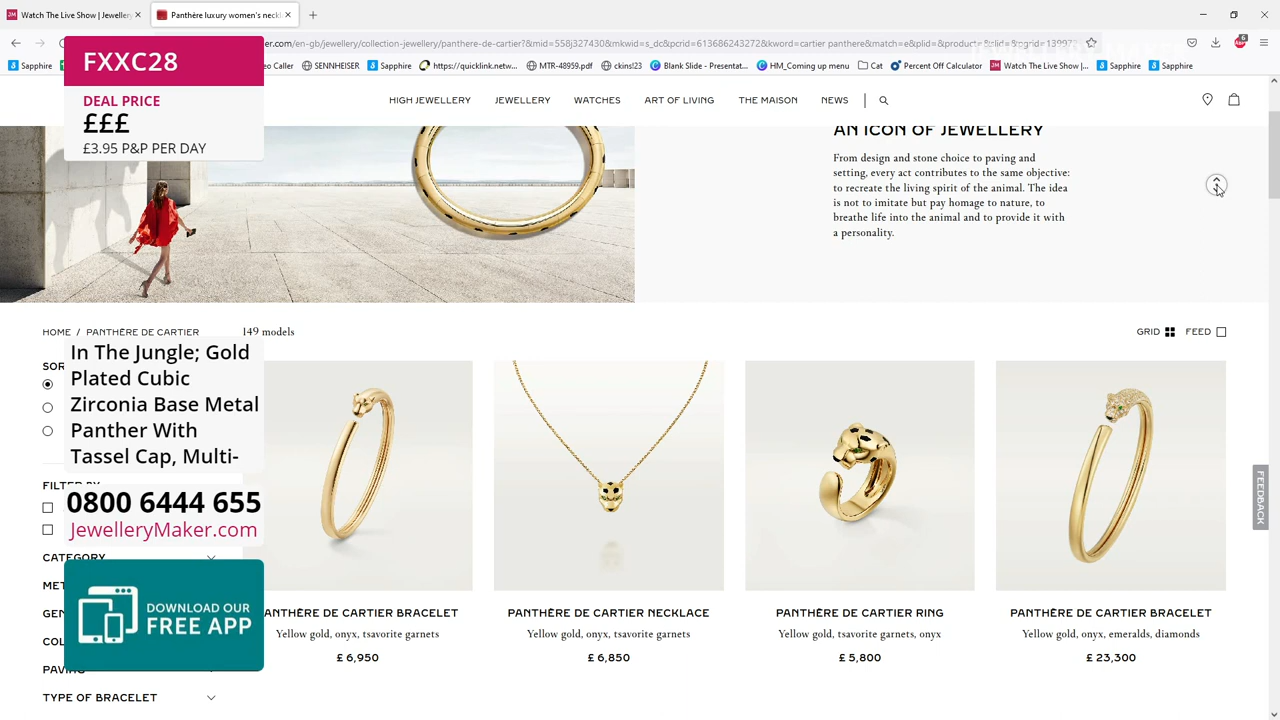 Watch The Live Show | Jewellery
Panthère luxury women's neckl
FXXC28
DEAL PRICE
£££
£3.95 P&P PER DAY
Sapphire
SENNHEISER
Sapphire
https://quicklink.netw...
MTR-48959.pdf
ckins!23
Blank Slide - Presentat...
HM_Coming up menu
Cat
Percent Off Calculator
Watch The Live Show |...
Sapphire
Sapphire
HIGH JEWELLERY
JEWELLERY
WATCHES
ART OF LIVING
THE MAISON
NEWS
AN ICON OF JEWELLERY
From design and stone choice to paving and
setting, every act contributes to the same objective:
to recreate the living spirit of the animal. The idea
is not to imitate but pay homage to nature, to
breathe life into the animal and to provide it with
a personality.
HOME / PANTHÈRE DE CARTIER
149 models
GRID
FEED
In The Jungle; Gold
Plated Cubic
Zirconia Base Metal
Panther With
Tassel Cap, Multi-
0800 6444 655
JewelleryMaker.com
CATEGORY
DOWNLOAD OUR
FREE APP
TYPE OF BRACELET
FEEDBACK
PANTHÈRE DE CARTIER BRACELET
Yellow gold, onyx, tsavorite garnets
£ 6,950
PANTHÈRE DE CARTIER NECKLACE
Yellow gold, onyx, tsavorite garnets
£ 6,850
PANTHÈRE DE CARTIER RING
Yellow gold, tsavorite garnets, onyx
£ 5,800
PANTHÈRE DE CARTIER BRACELET
Yellow gold, onyx, emeralds, diamonds
£ 23,300